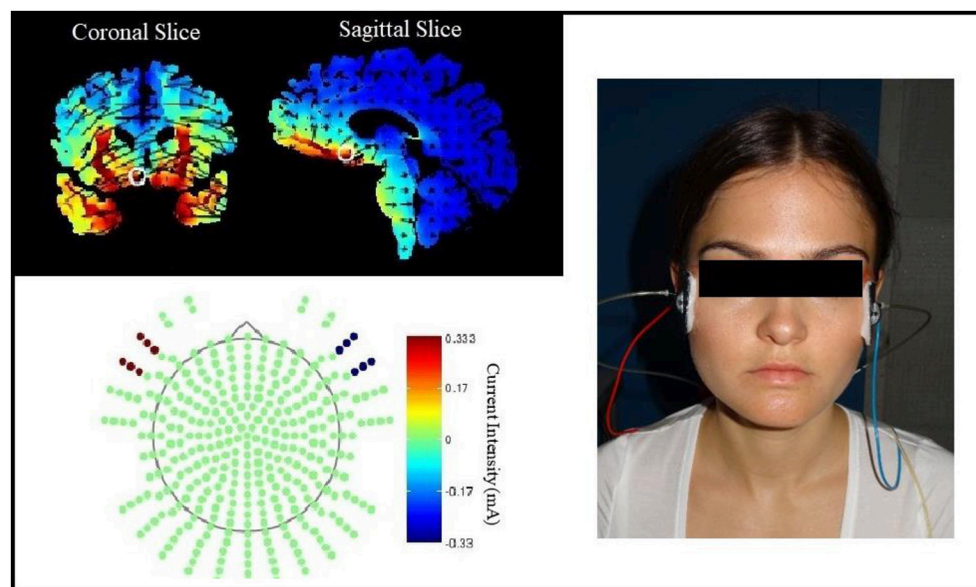 Coronal Slice
Sagittal Slice
0.333
0.17
0
-0.17
-0.33
Current Intensity (mA)